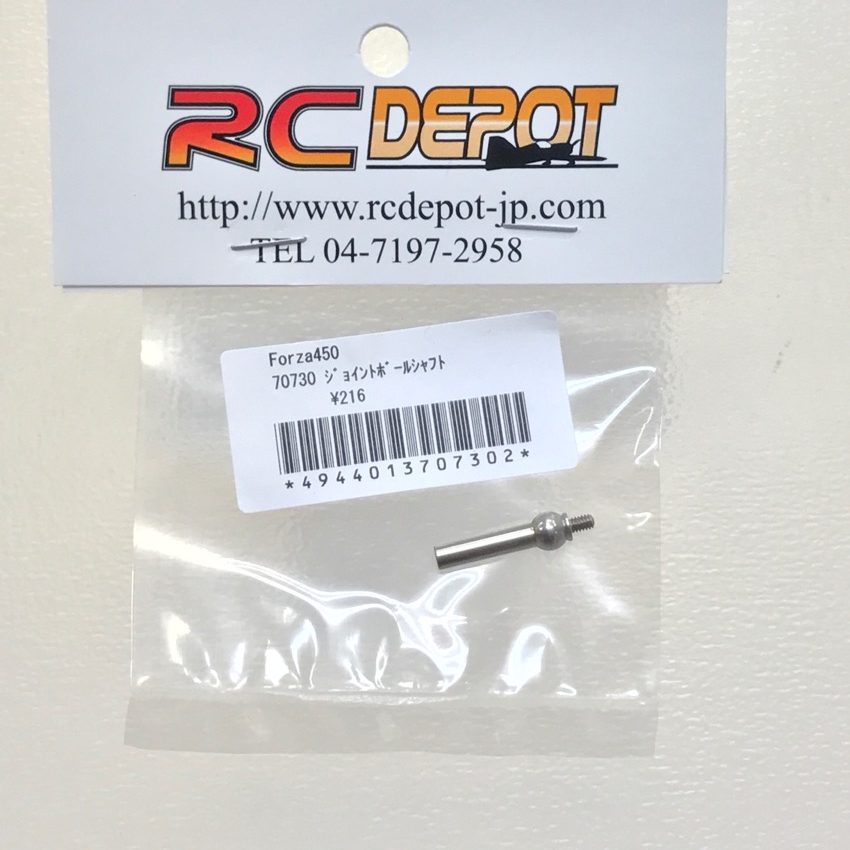 RC DEPOT
http://www.rcdepot-jp.com
TEL 04-7197-2958
Forza450
70730 ｼﾞｮｲﾝﾄﾎﾞｰﾙｼｬﾌﾄ
¥216
*4944013707302*